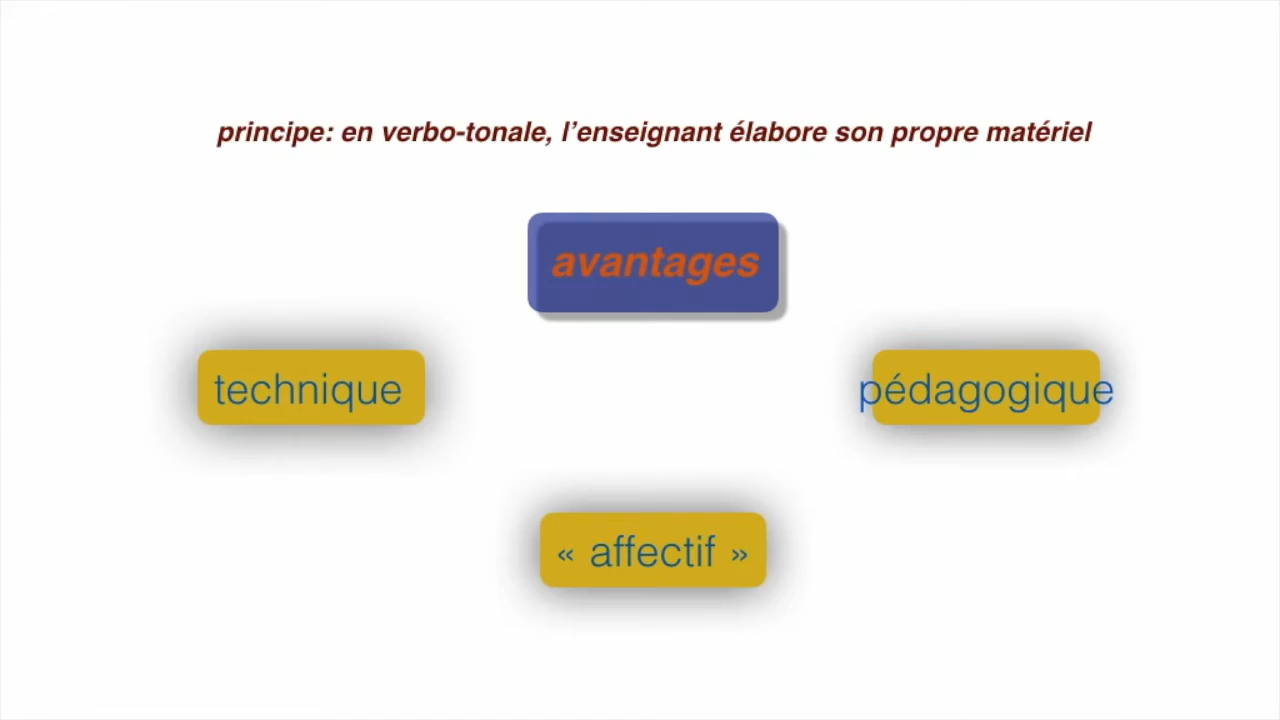 principe: en verbo-tonale, l’enseignant élabore son propre matériel
avantages
technique
pédagogique
« affectif »